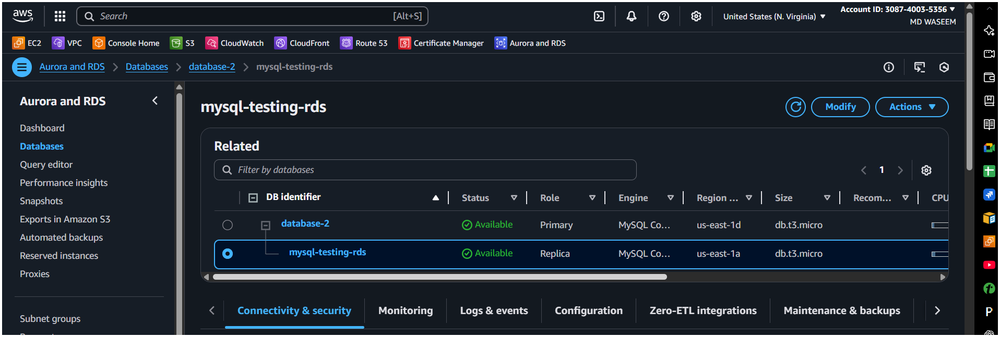 aws
Search [Alt+S]
United States (N. Virginia)
Account ID: 3087-4003-5356
MD WASEEM
EC2 VPC Console Home S3 CloudWatch CloudFront Route 53 Certificate Manager Aurora and RDS
Aurora and RDS Databases database-2 mysql-testing-rds
Aurora and RDS
Dashboard
Databases
Query editor
Performance insights
Snapshots
Exports in Amazon S3
Automated backups
Reserved instances
Proxies
Subnet groups
mysql-testing-rds
Modify
Actions
Related
Filter by databases
1
DB identifier Status Role Engine Region ... Size Recom... CPU
database-2 Available Primary MySQL Co... us-east-1d db.t3.micro
mysql-testing-rds Available Replica MySQL Co... us-east-1a db.t3.micro
Connectivity & security Monitoring Logs & events Configuration Zero-ETL integrations Maintenance & backups